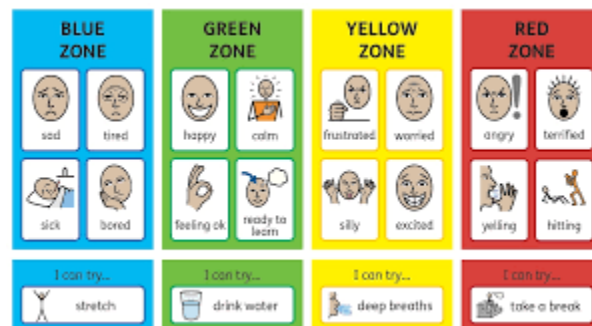 BLUE
ZONE
sad
tired
sick
bored
I can try...
stretch
GREEN
ZONE
happy
calm
feeling ok
ready to
learn
I can try...
drink water
YELLOW
ZONE
frustrated
worried
silly
excited
I can try...
deep breaths
RED
ZONE
angry
terrified
yelling
hitting
I can try...
take a break